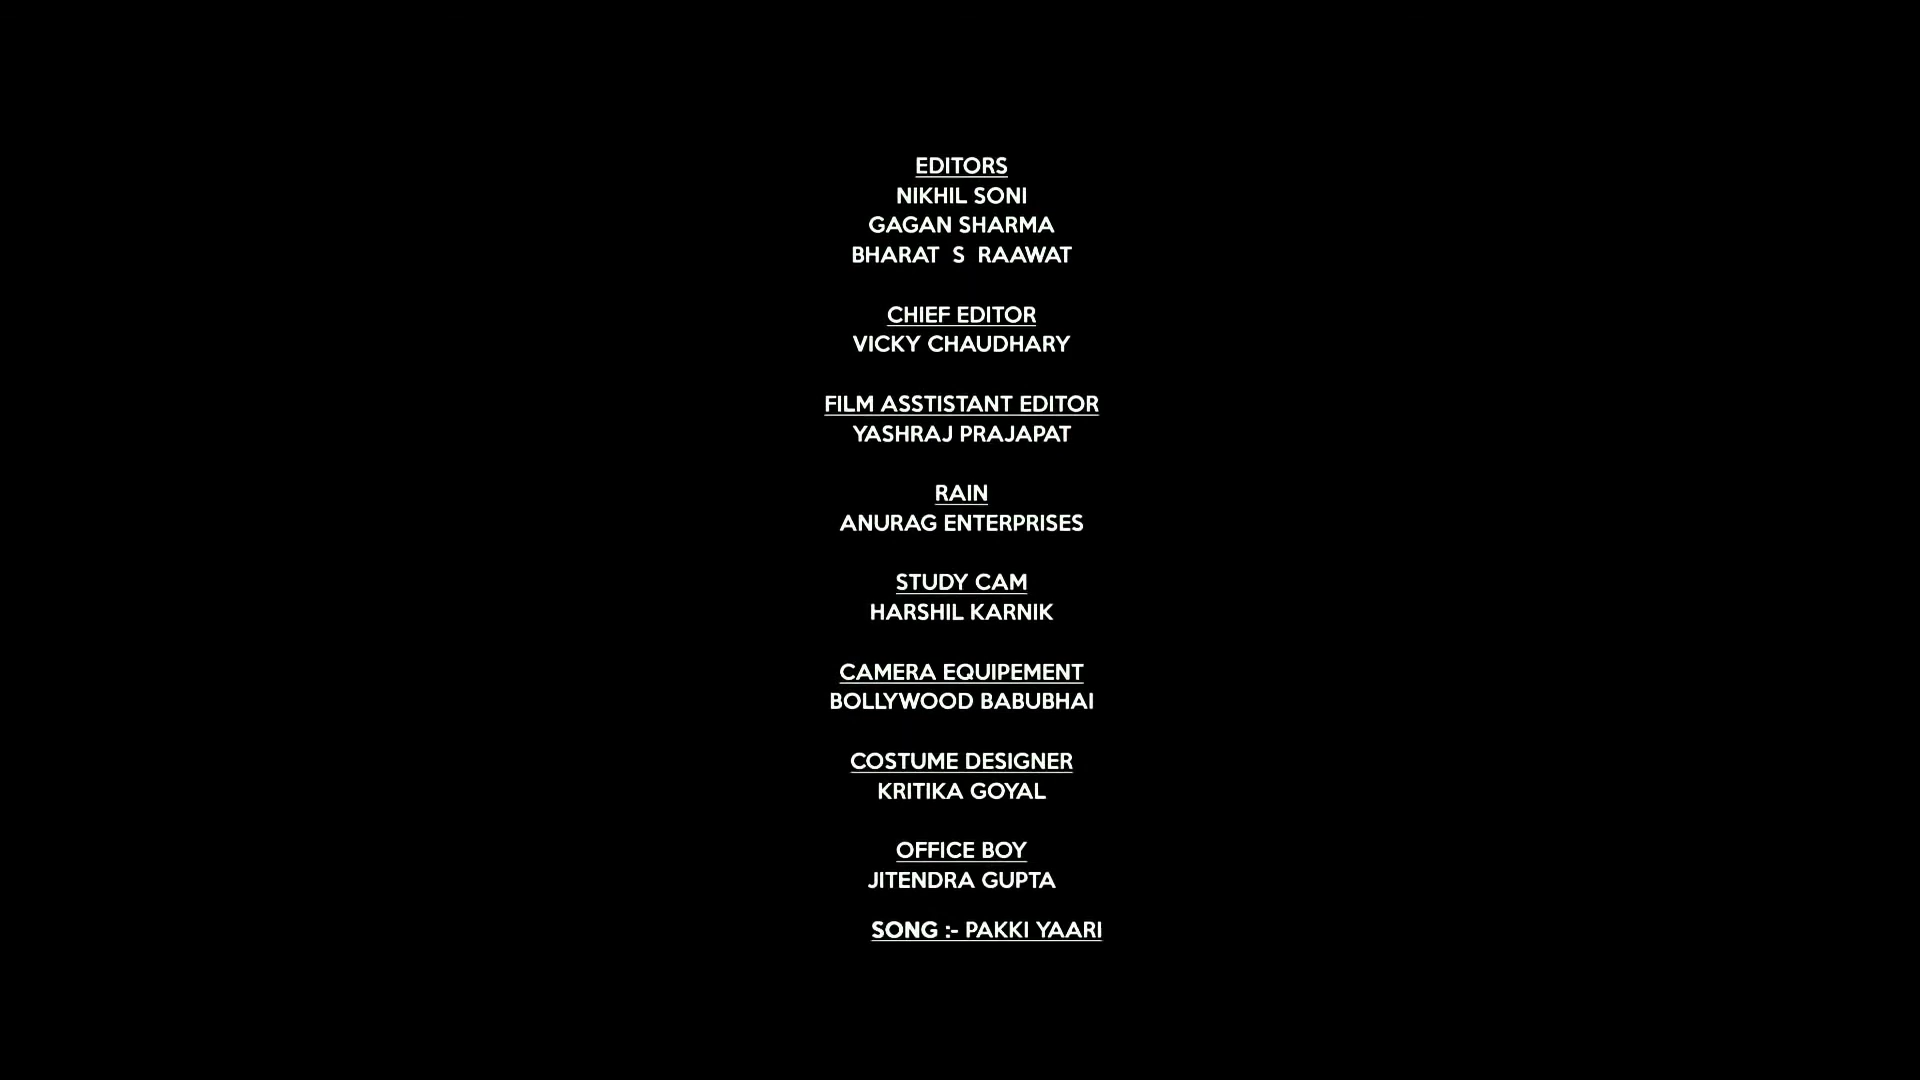 EDITORS
NIKHIL SONI
GAGAN SHARMA
BHARAT S RAAWAT
CHIEF EDITOR
VICKY CHAUDHARY
FILM ASSTISTANT EDITOR
YASHRAJ PRAJAPAT
RAIN
ANURAG ENTERPRISES
STUDY CAM
HARSHIL KARNIK
CAMERA EQUIPEMENT
BOLLYWOOD BABUBHAI
COSTUME DESIGNER
KRITIKA GOYAL
OFFICE BOY
JITENDRA GUPTA
SONG :- PAKKI YAARI